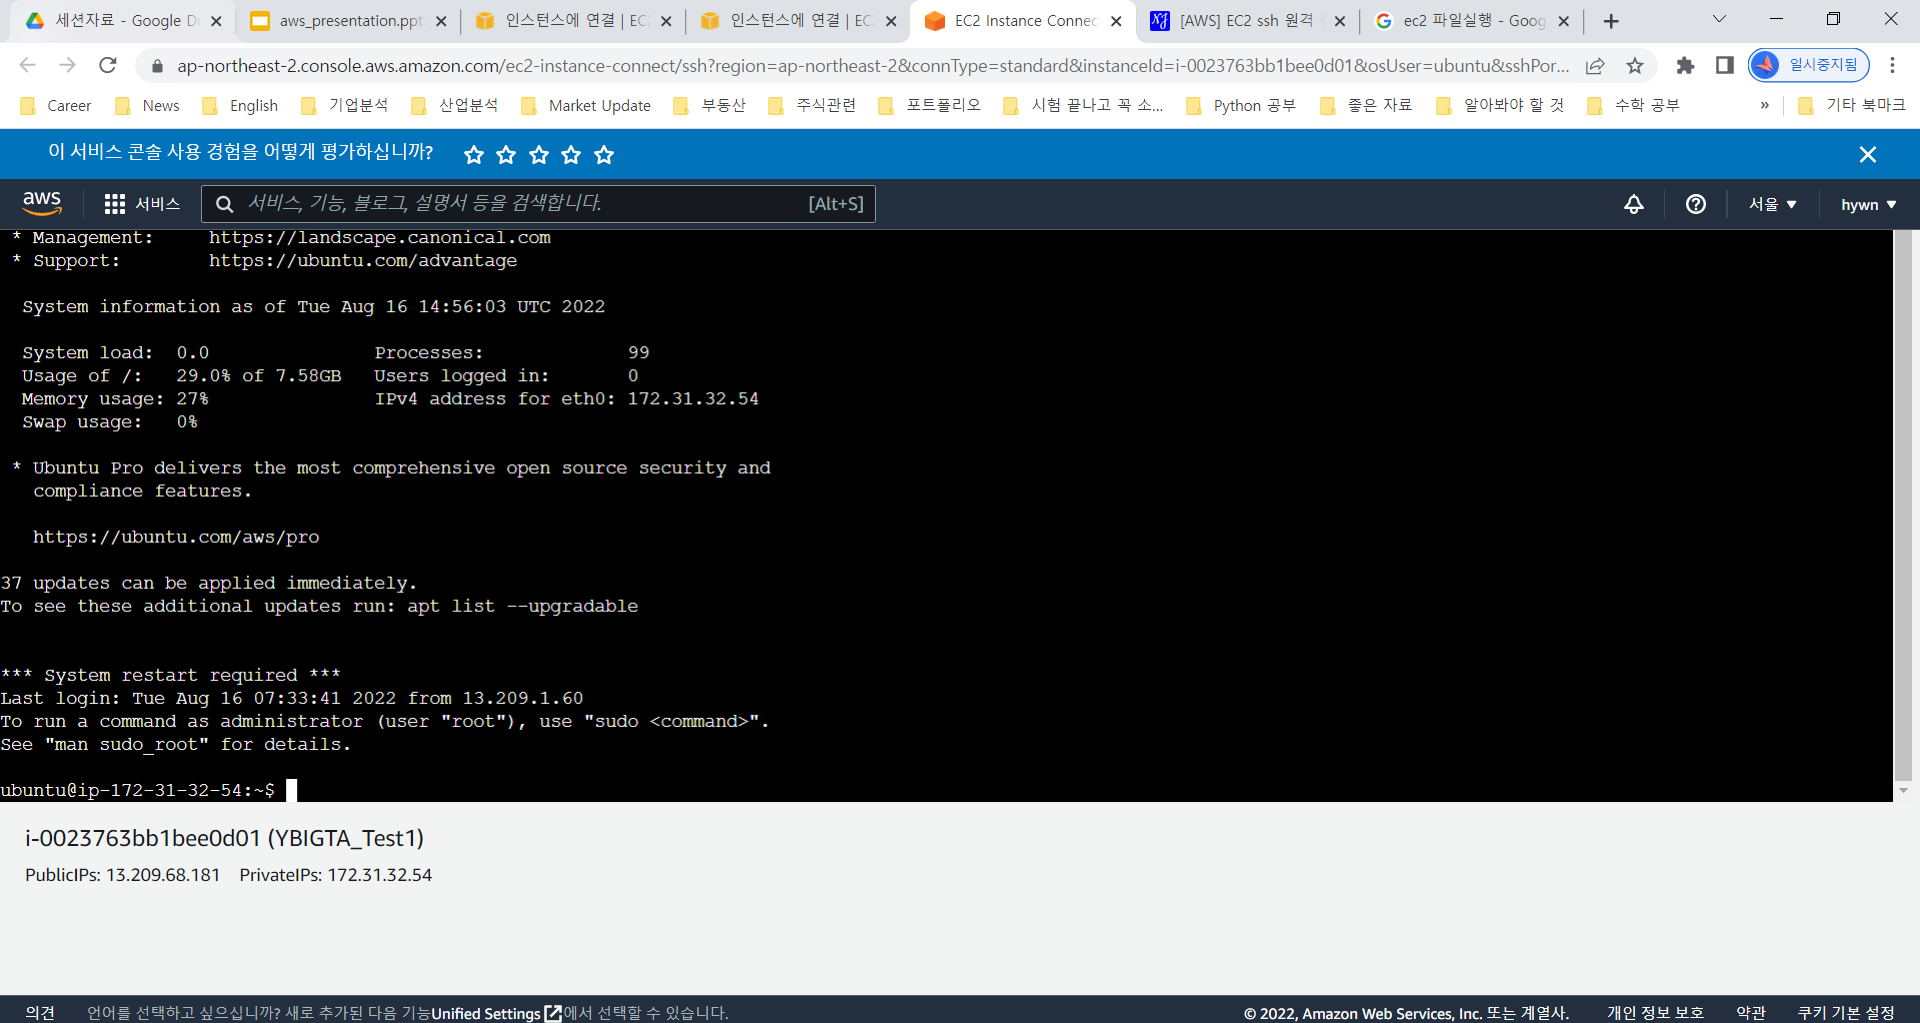 세션자료 - Google Dr
aws_presentation.ppt
인스턴스에 연결 | EC2
인스턴스에 연결 | EC2
EC2 Instance Connec
[AWS] EC2 ssh 원격
ec2 파일실행 - Goog
ap-northeast-2.console.aws.amazon.com/ec2-instance-connect/ssh?region=ap-northeast-2&connType=standard&instanceId=i-0023763bb1bee0d01&osUser=ubuntu&sshPor...
일시중지됨
Career News English 기업분석 산업분석 Market Update 부동산 주식관련 포트폴리오 시험 끝나고 꼭 소... Python 공부 좋은 자료 알아봐야 할 것 수학 공부 » 기타 북마크
이 서비스 콘솔 사용 경험을 어떻게 평가하십니까?
aws 서비스 서비스, 기능, 블로그, 설명서 등을 검색합니다. [Alt+S] 서울 ▼ hywn ▼
* Management: https://landscape.canonical.com
* Support: https://ubuntu.com/advantage
System information as of Tue Aug 16 14:56:03 UTC 2022
System load: 0.0 Processes: 99
Usage of /: 29.0% of 7.58GB Users logged in: 0
Memory usage: 27% IPv4 address for eth0: 172.31.32.54
Swap usage: 0%
* Ubuntu Pro delivers the most comprehensive open source security and
compliance features.
https://ubuntu.com/aws/pro
37 updates can be applied immediately.
To see these additional updates run: apt list --upgradable
*** System restart required ***
Last login: Tue Aug 16 07:33:41 2022 from 13.209.1.60
To run a command as administrator (user "root"), use "sudo <command>".
See "man sudo_root" for details.
ubuntu@ip-172-31-32-54:~$
i-0023763bb1bee0d01 (YBIGTA_Test1)
PublicIPs: 13.209.68.181 PrivateIPs: 172.31.32.54
의견 언어를 선택하고 싶으십니까? 새로 추가된 다음 기능Unified Settings에서 선택할 수 있습니다. © 2022, Amazon Web Services, Inc. 또는 계열사. 개인 정보 보호 약관 쿠키 기본 설정